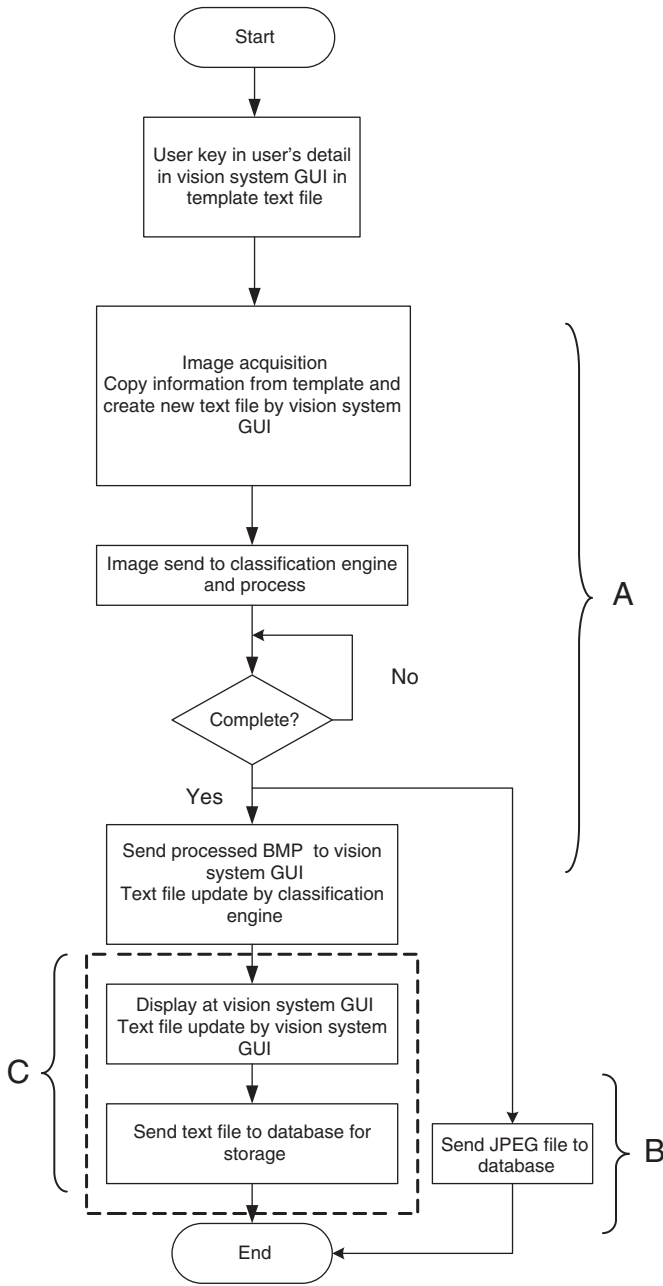 Start
User key in user's detail
in vision system GUI in
template text file
Image acquisition
Copy information from template and
create new text file by vision system
GUI
A
Image send to classification engine
and process
No
Complete?
Yes
Send processed BMP to vision
system GUI
Text file update by classification
engine
C
Display at vision system GUI
Text file update by vision system
GUI
Send text file to database for
storage
Send JPEG file to
database
B
End